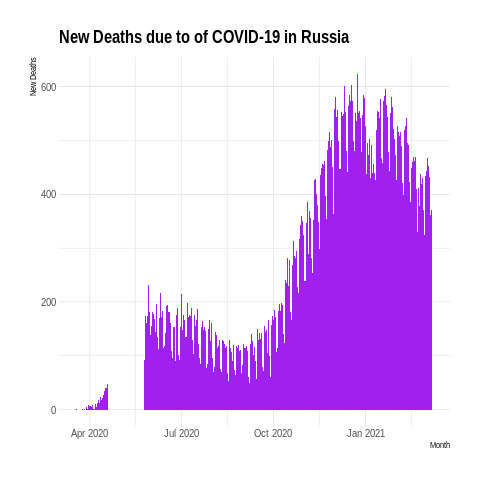 New Deaths due to of COVID-19 in Russia
New Deaths
600
400
200
0
Apr 2020 Jul 2020 Oct 2020 Jan 2021
Month